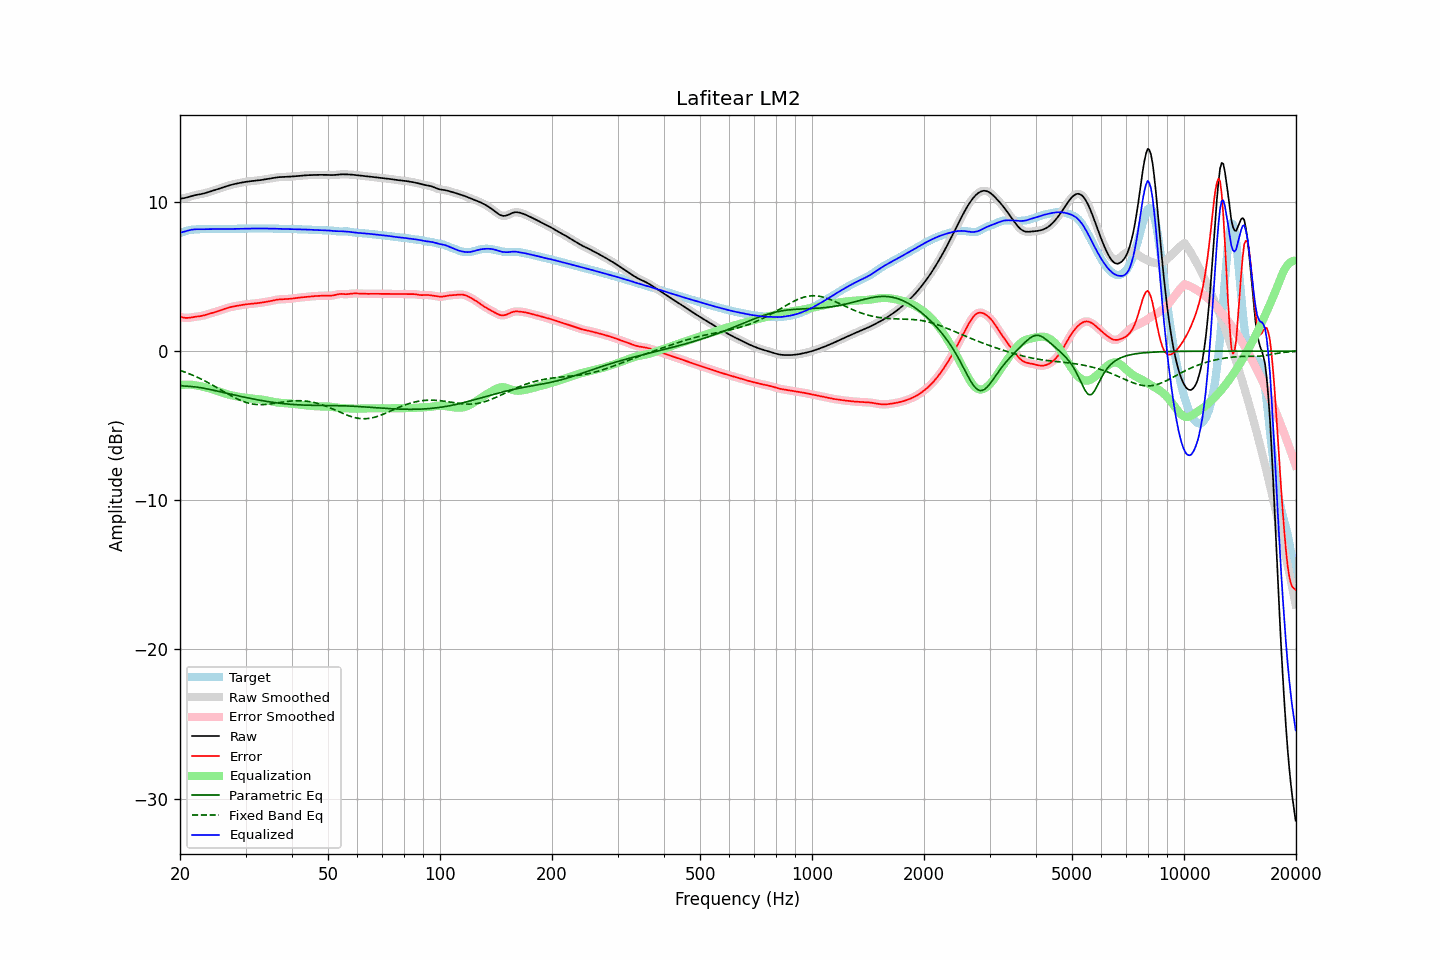 Lafitear LM2
Amplitude (dBr)
10
0
−10
−20
−30
Target
Raw Smoothed
Error Smoothed
Raw
Error
Equalization
Parametric Eq
Fixed Band Eq
Equalized
20 50 100 200 500 1000 2000 5000 10000 20000
Frequency (Hz)